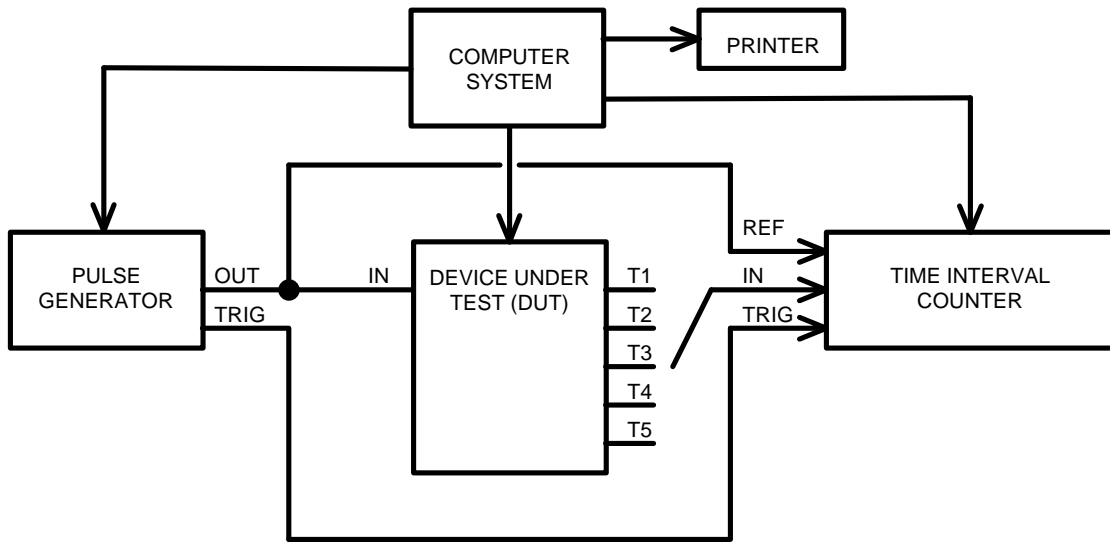 COMPUTER
SYSTEM
PRINTER
PULSE
GENERATOR
OUT
TRIG
IN
DEVICE UNDER
TEST (DUT)
T1
T2
T3
T4
T5
REF
IN
TRIG
TIME INTERVAL
COUNTER